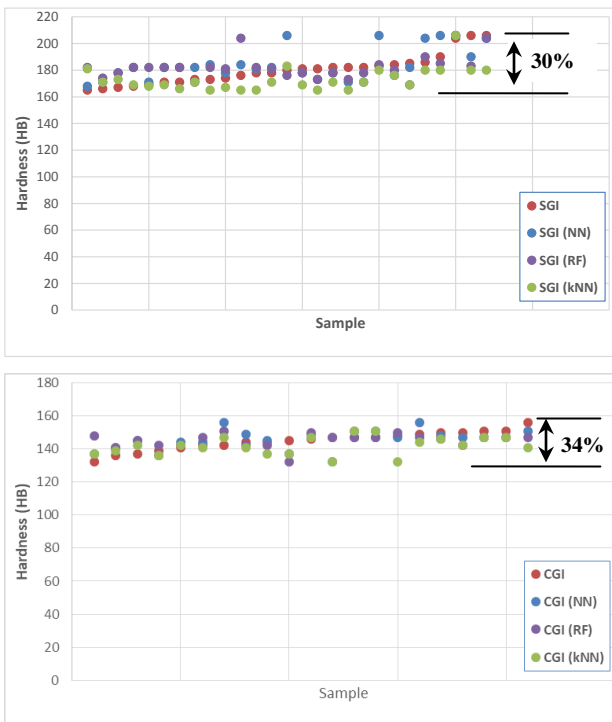 220
200
180
160
140
120
100
80
60
40
20
0
Hardness (HB)
30%
SGI
SGI (NN)
SGI (RF)
SGI (kNN)
Sample
180
160
140
120
100
80
60
40
20
0
Hardness (HB)
34%
CGI
CGI (NN)
CGI (RF)
CGI (kNN)
Sample